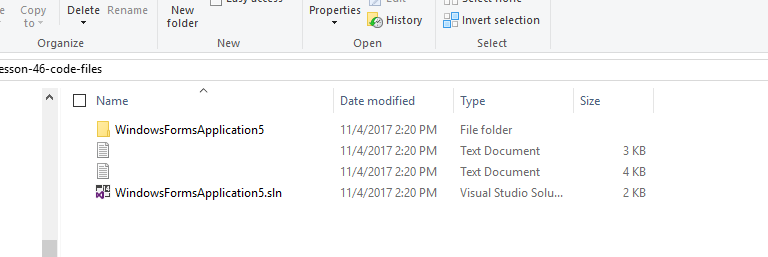 Copy
to
Delete
Rename
New
folder
Easy access
Properties
Edit
History
Select none
Invert selection
Organize
New
Open
Select
esson-46-code-files
Name
Date modified
Type
Size
WindowsFormsApplication5
11/4/2017 2:20 PM
File folder
11/4/2017 2:20 PM
Text Document
3 KB
11/4/2017 2:20 PM
Text Document
4 KB
WindowsFormsApplication5.sln
11/4/2017 2:20 PM
Visual Studio Solu...
2 KB